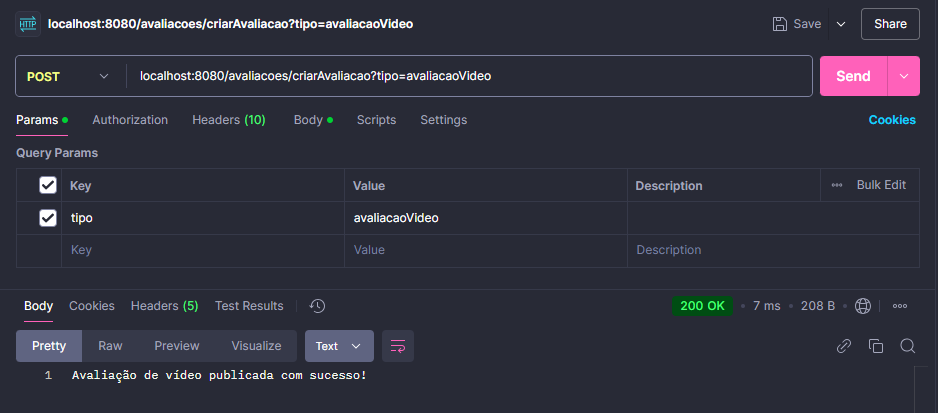 HTTP localhost:8080/avaliacoes/criarAvaliacao?tipo=avaliacaoVideo Save Share
POST localhost:8080/avaliacoes/criarAvaliacao?tipo=avaliacaoVideo Send
Params Authorization Headers (10) Body Scripts Settings Cookies
Query Params
Key Value Description Bulk Edit
tipo avaliacaoVideo
Key Value Description
Body Cookies Headers (5) Test Results 200 OK 7 ms 208 B
Pretty Raw Preview Visualize Text
1 Avaliação de vídeo publicada com sucesso!